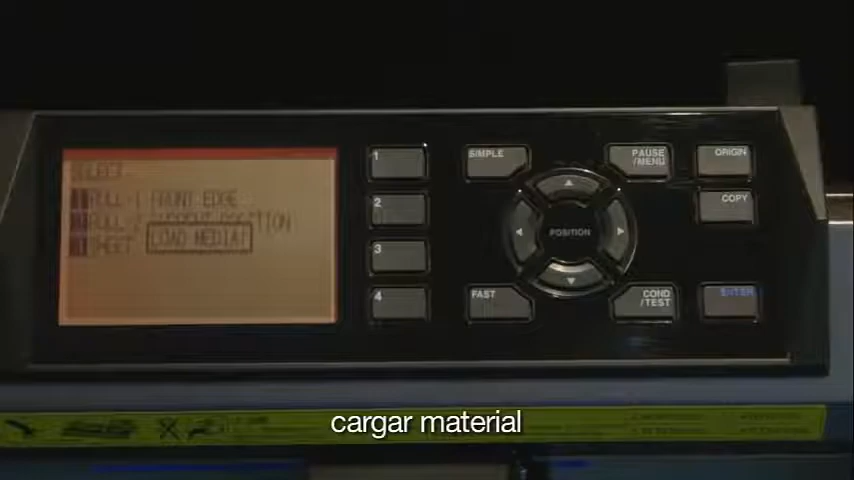 SELECT
ROLL-1 FRONT EDGE
ROLL-2 CURRENT POSITION
SHEET LOAD MEDIA!
1
2
3
4
SIMPLE
PAUSE
/MENU
ORIGIN
COPY
POSITION
FAST
COND
/TEST
ENTER
cargar material